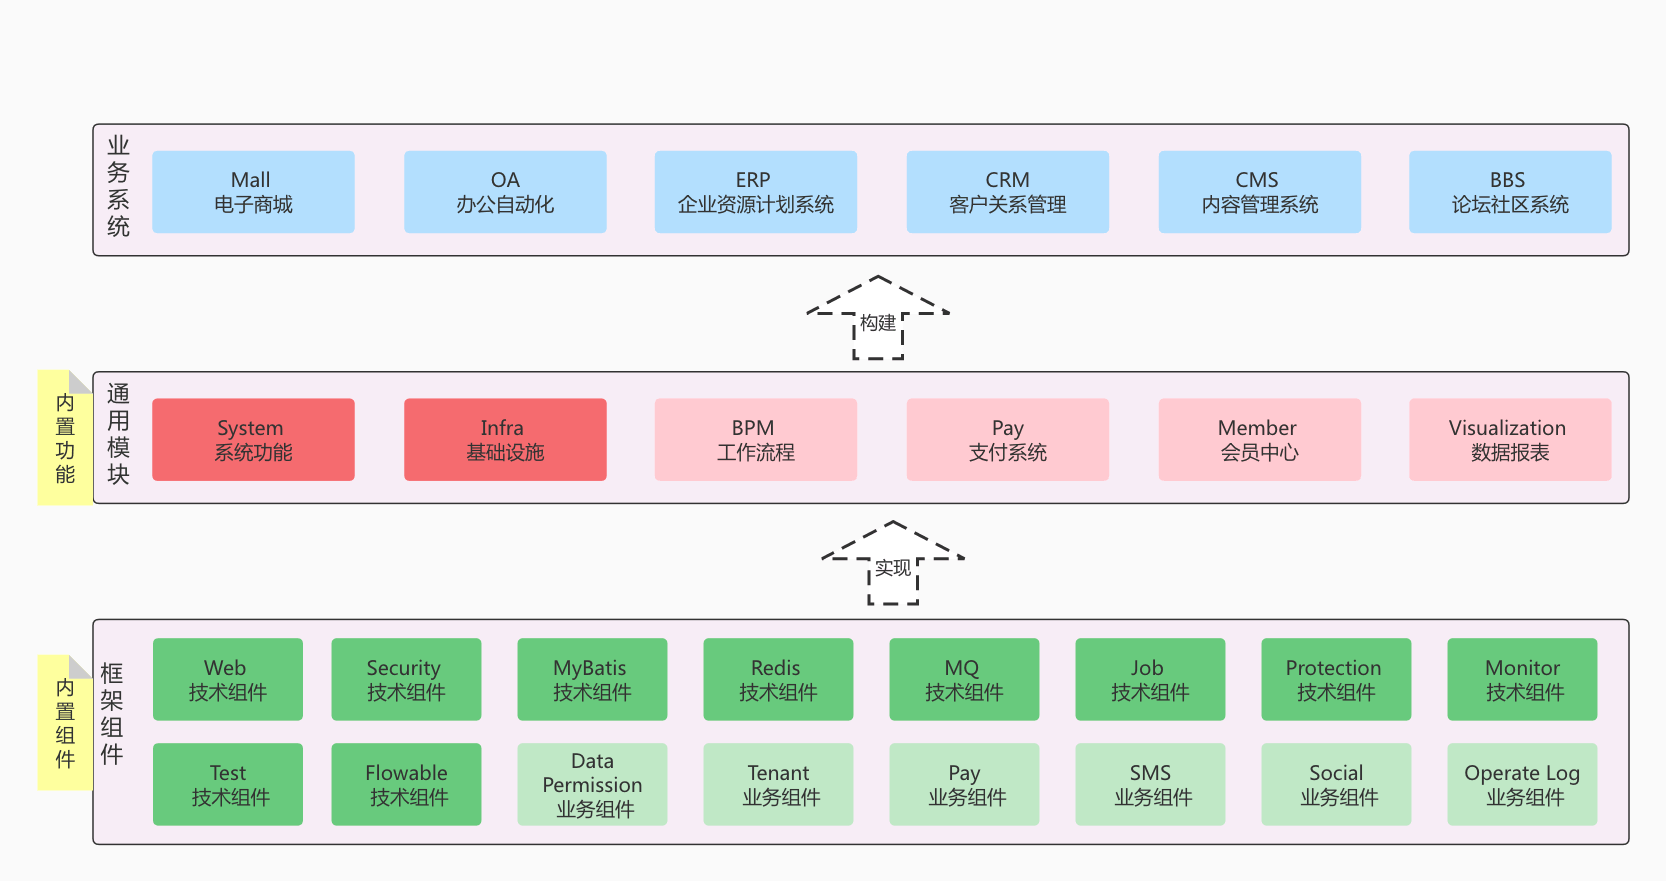 业务系统
Mall
电子商城
OA
办公自动化
ERP
企业资源计划系统
CRM
客户关系管理
CMS
内容管理系统
BBS
论坛社区系统
构建
内置功能
通用模块
System
系统功能
Infra
基础设施
BPM
工作流程
Pay
支付系统
Member
会员中心
Visualization
数据报表
实现
内置组件
框架组件
Web
技术组件
Security
技术组件
MyBatis
技术组件
Redis
技术组件
MQ
技术组件
Job
技术组件
Protection
技术组件
Monitor
技术组件
Test
技术组件
Flowable
技术组件
Data
Permission
业务组件
Tenant
业务组件
Pay
业务组件
SMS
业务组件
Social
业务组件
Operate Log
业务组件